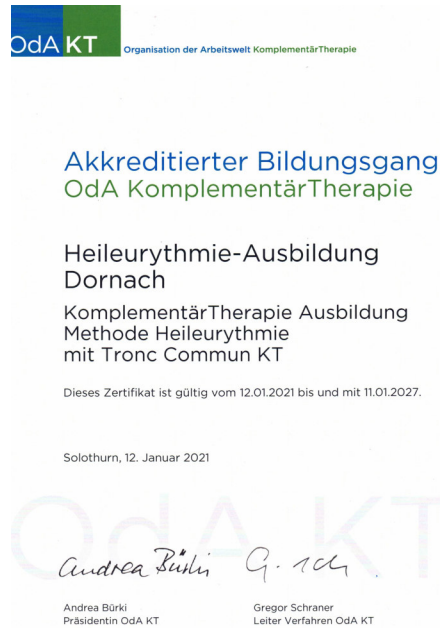 OdA KT
Organisation der Arbeitswelt KomplementärTherapie
Akkreditierter Bildungsgang
OdA KomplementärTherapie
Heileurythmie-Ausbildung
Dornach
KomplementärTherapie Ausbildung
Methode Heileurythmie
mit Tronc Commun KT
Dieses Zertifikat ist gültig vom 12.01.2021 bis und mit 11.01.2027.
Solothurn, 12. Januar 2021
OdA KT
Andrea Bürki
Andrea Bürki
Gregor Schraner
Präsidentin OdA KT
Leiter Verfahren OdA KT